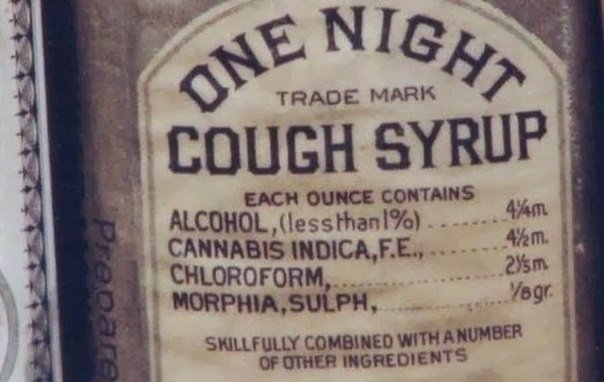 ONE NIGHT
TRADE MARK
COUGH SYRUP
EACH OUNCE CONTAINS
ALCOHOL, (less than 1%) 4¼m.
CANNABIS INDICA, F.E., 4½m.
CHLOROFORM, 2⅕m.
MORPHIA, SULPH, ⅛gr.
SKILLFULLY COMBINED WITH A NUMBER
OF OTHER INGREDIENTS